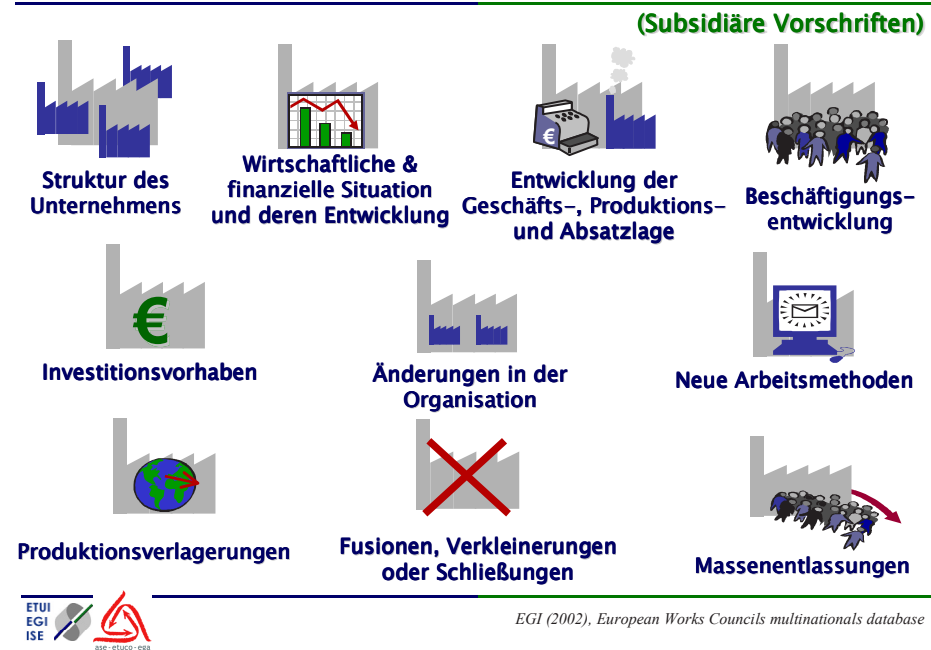 (Subsidiäre Vorschriften)
Struktur des
Unternehmens
Wirtschaftliche &
finanzielle Situation
und deren Entwicklung
€
Entwicklung der
Geschäfts-, Produktions-
und Absatzlage
Beschäftigungs-
entwicklung
€
Investitionsvorhaben
Änderungen in der
Organisation
Neue Arbeitsmethoden
Produktionsverlagerungen
Fusionen, Verkleinerungen
oder Schließungen
Massenentlassungen
ETUI
EGI
ISE
ase - etuco - ega
EGI (2002), European Works Councils multinationals database